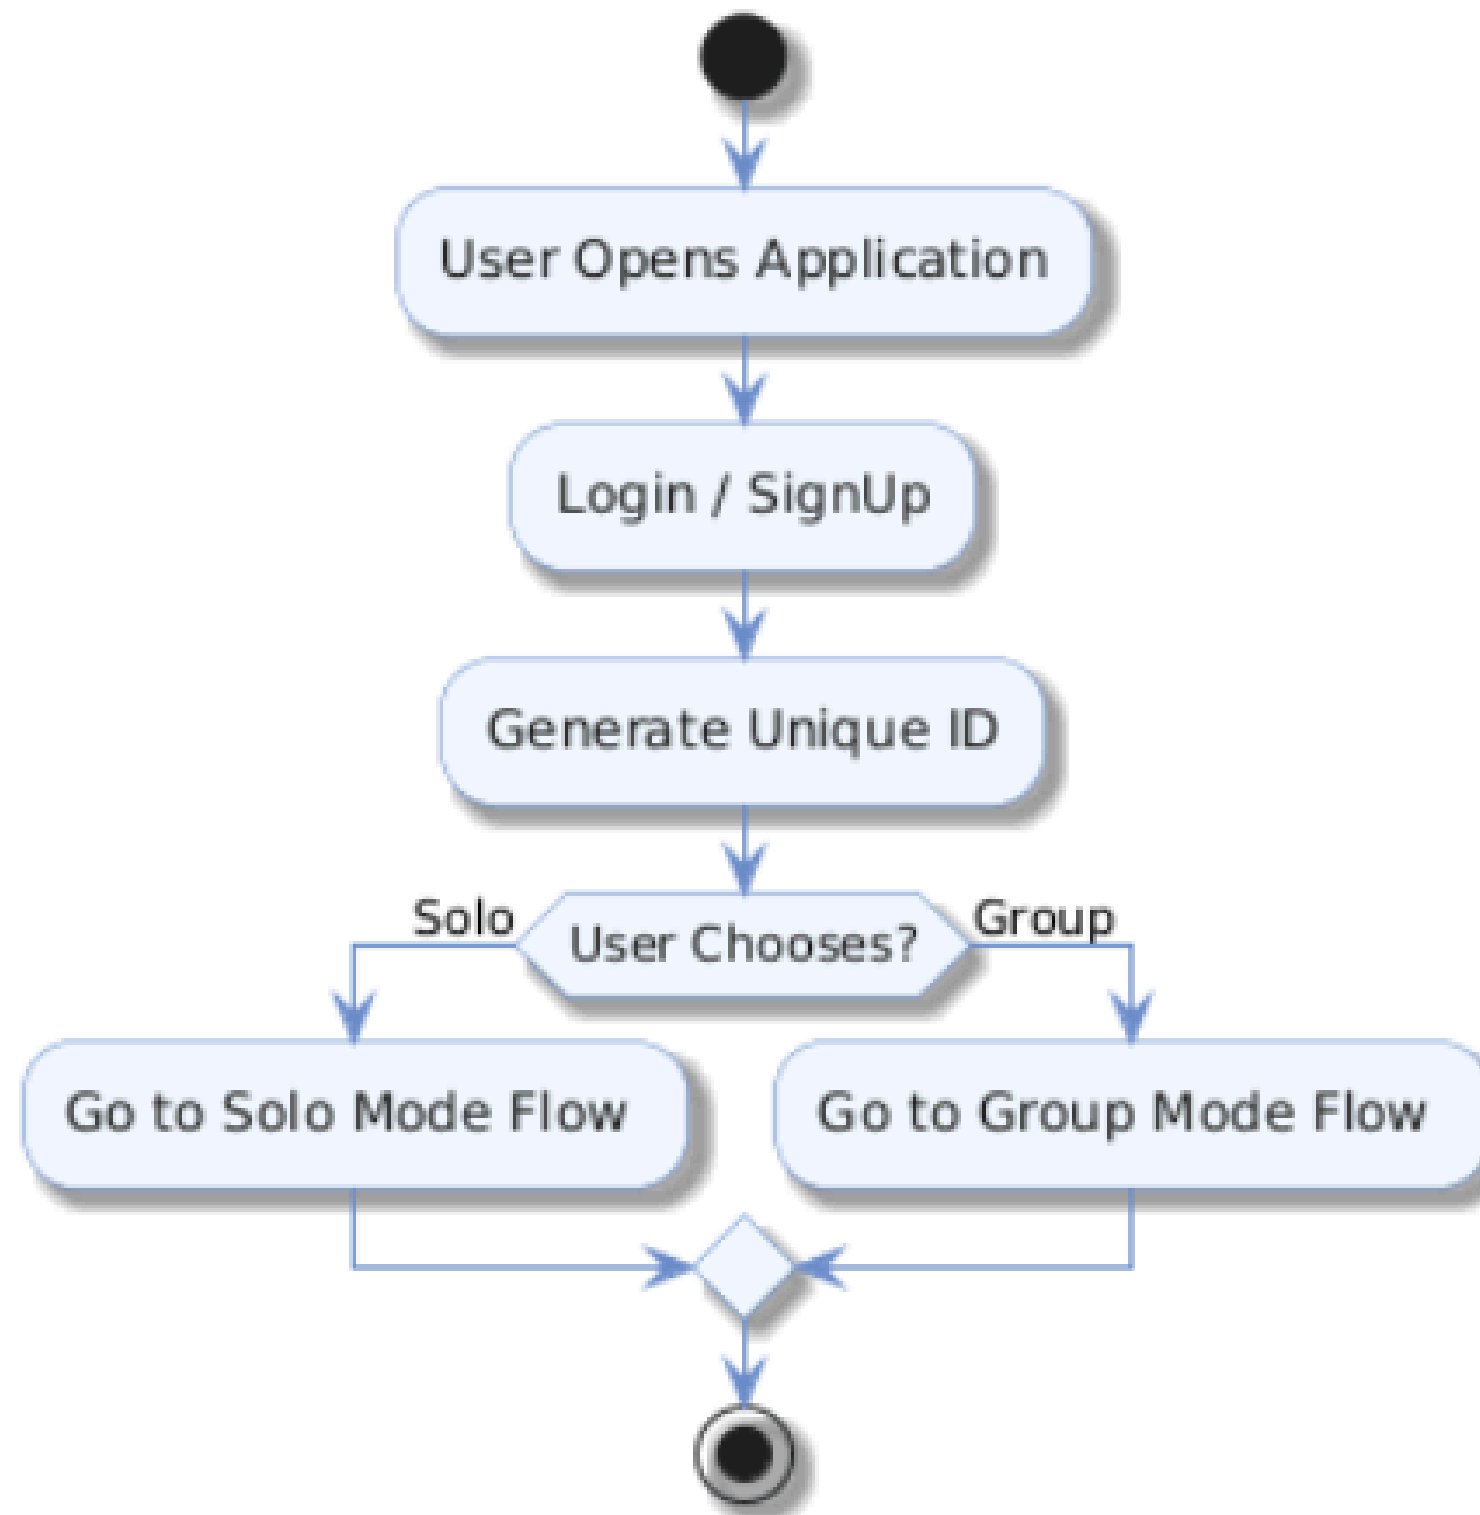 User Opens Application
Login / SignUp
Generate Unique ID
Solo
User Chooses?
Group
Go to Solo Mode Flow
Go to Group Mode Flow